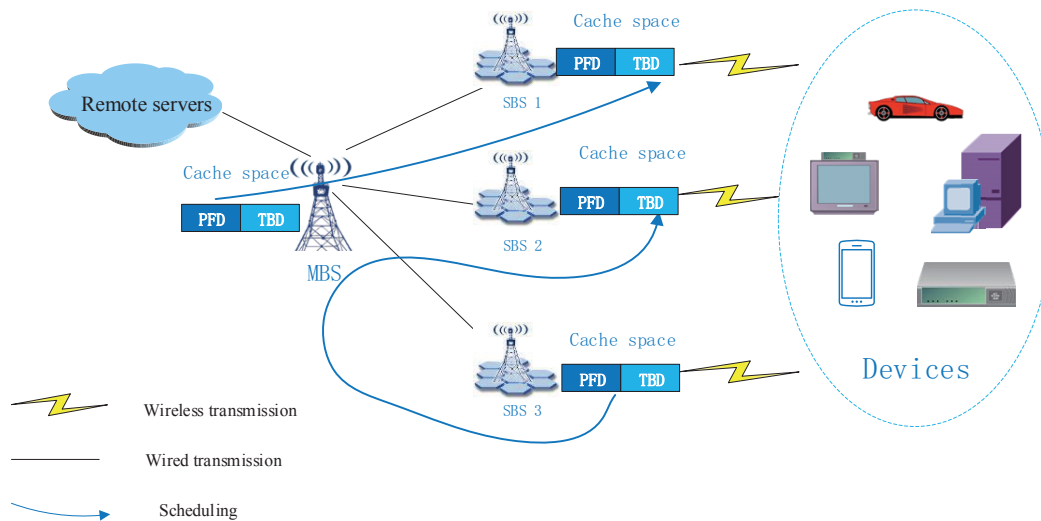 Cache space
PFD TBD
SBS 1
Remote servers
Cache space
PFD TBD
MBS
Cache space
PFD TBD
SBS 2
Cache space
PFD TBD
SBS 3
Devices
Wireless transmission
Wired transmission
Scheduling